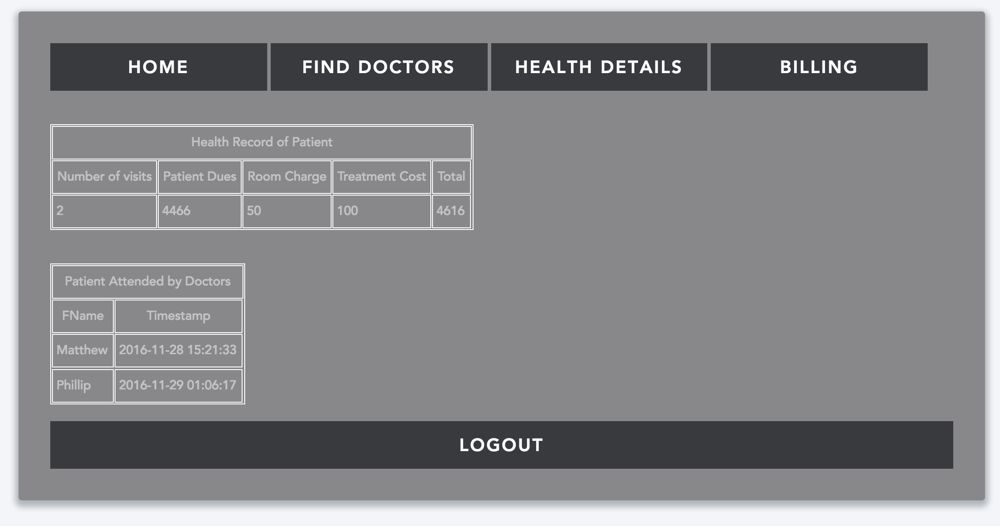 HOME FIND DOCTORS HEALTH DETAILS BILLING
Health Record of Patient
Number of visits Patient Dues Room Charge Treatment Cost Total
2 4466 50 100 4616
Patient Attended by Doctors
FName Timestamp
Matthew 2016-11-28 15:21:33
Phillip 2016-11-29 01:06:17
LOGOUT